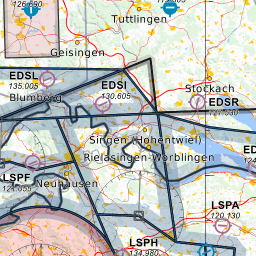 126.690
Tuttlingen
Geisingen
EDSL
135.005
EDSI
130.605
Blumberg
Stockach
EDSR
Singen (Hohentwiel)
Rielasingen-Worblingen
LSPF
Neuhausen
LSPA
120.130
LSPH
134.980